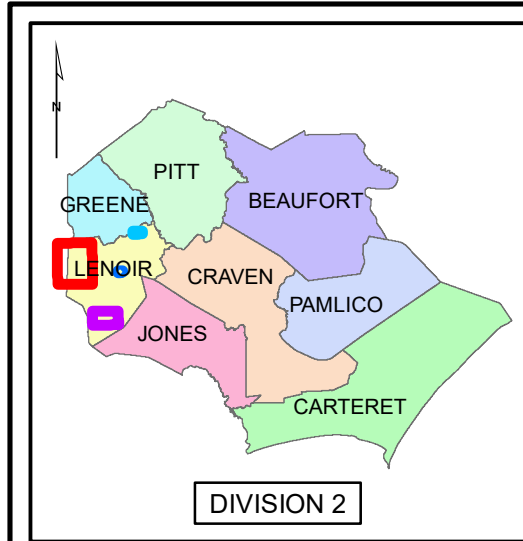 N
PITT
GREENE
BEAUFORT
LENOIR
CRAVEN
PAMLICO
JONES
CARTERET
DIVISION 2